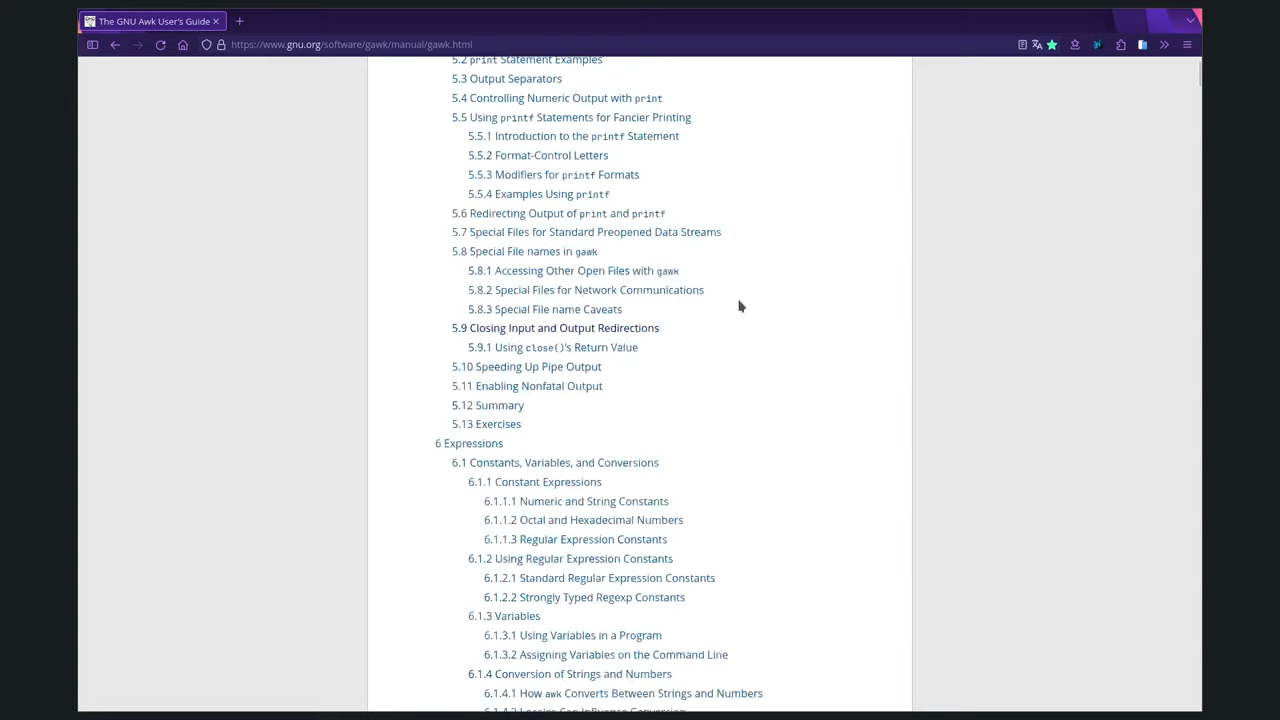 The GNU Awk User's Guide
https://www.gnu.org/software/gawk/manual/gawk.html
5.2 print Statement Examples
5.3 Output Separators
5.4 Controlling Numeric Output with print
5.5 Using printf Statements for Fancier Printing
5.5.1 Introduction to the printf Statement
5.5.2 Format-Control Letters
5.5.3 Modifiers for printf Formats
5.5.4 Examples Using printf
5.6 Redirecting Output of print and printf
5.7 Special Files for Standard Preopened Data Streams
5.8 Special File names in gawk
5.8.1 Accessing Other Open Files with gawk
5.8.2 Special Files for Network Communications
5.8.3 Special File name Caveats
5.9 Closing Input and Output Redirections
5.9.1 Using close()'s Return Value
5.10 Speeding Up Pipe Output
5.11 Enabling Nonfatal Output
5.12 Summary
5.13 Exercises
6 Expressions
6.1 Constants, Variables, and Conversions
6.1.1 Constant Expressions
6.1.1.1 Numeric and String Constants
6.1.1.2 Octal and Hexadecimal Numbers
6.1.1.3 Regular Expression Constants
6.1.2 Using Regular Expression Constants
6.1.2.1 Standard Regular Expression Constants
6.1.2.2 Strongly Typed Regexp Constants
6.1.3 Variables
6.1.3.1 Using Variables in a Program
6.1.3.2 Assigning Variables on the Command Line
6.1.4 Conversion of Strings and Numbers
6.1.4.1 How awk Converts Between Strings and Numbers
6.1.4.2 Locales Can Influence Conversion